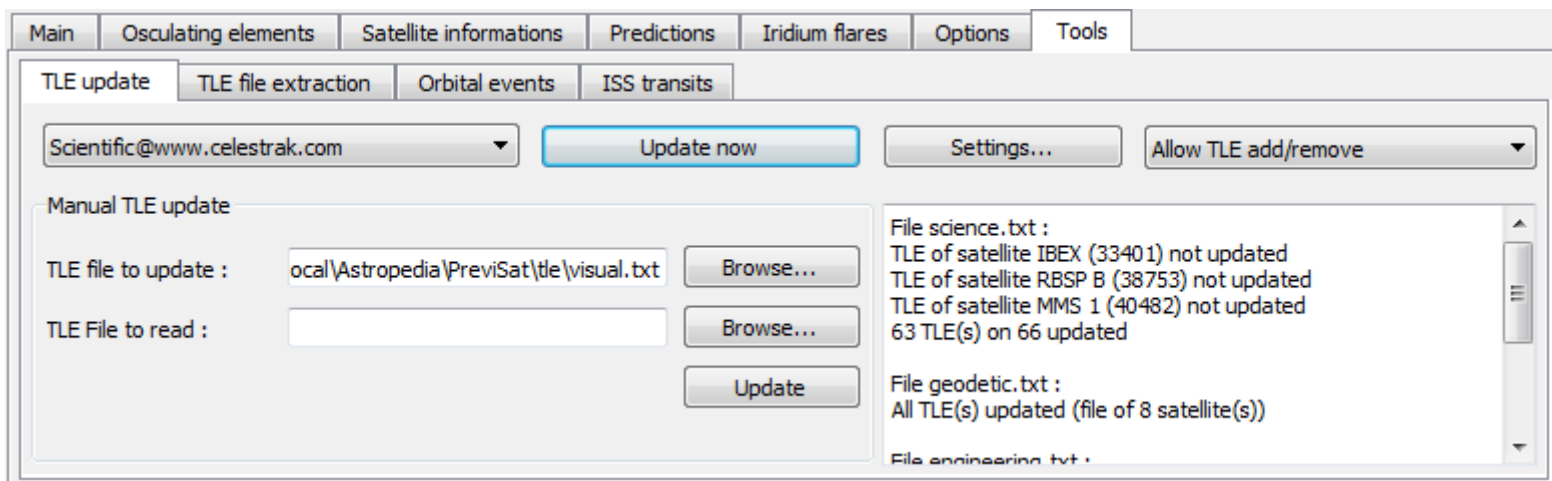 Main Osculating elements Satellite informations Predictions Iridium flares Options Tools
TLE update TLE file extraction Orbital events ISS transits
Scientific@www.celestrak.com Update now Settings... Allow TLE add/remove
Manual TLE update
TLE file to update : ocal\Astropedia\PreviSat\tle\visual.txt Browse...
TLE File to read : Browse...
Update
File science.txt :
TLE of satellite IBEX (33401) not updated
TLE of satellite RBSP B (38753) not updated
TLE of satellite MMS 1 (40482) not updated
63 TLE(s) on 66 updated
File geodetic.txt :
All TLE(s) updated (file of 8 satellite(s))
File engineering.txt :